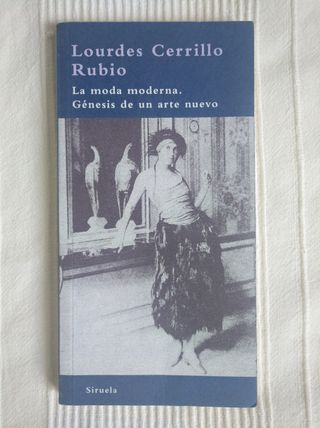 Lourdes Cerrillo
Rubio
La moda moderna.
Génesis de un arte nuevo
Siruela